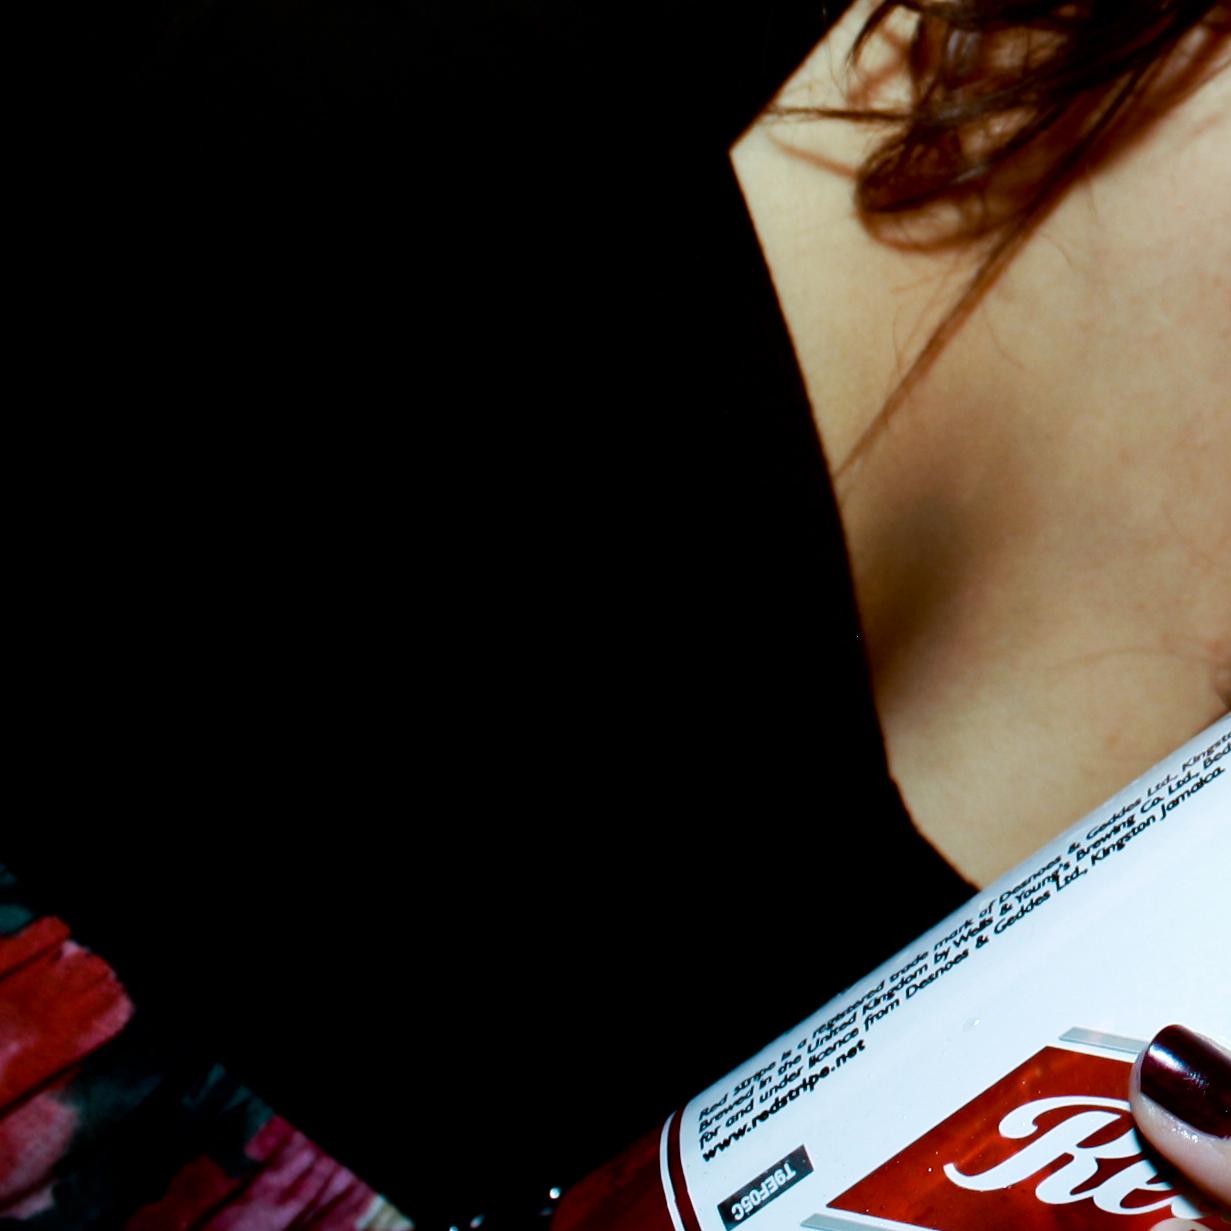 Red Stripe is a registered trade mark of Desnoes & Geddes Ltd., Kingsto
Brewed in the United Kingdom by Wells & Young's Brewing Co. Ltd., Bed
for and under licence from Desnoes & Geddes Ltd., Kingston Jamaica.
www.redstripe.net
T9EF05C
Re